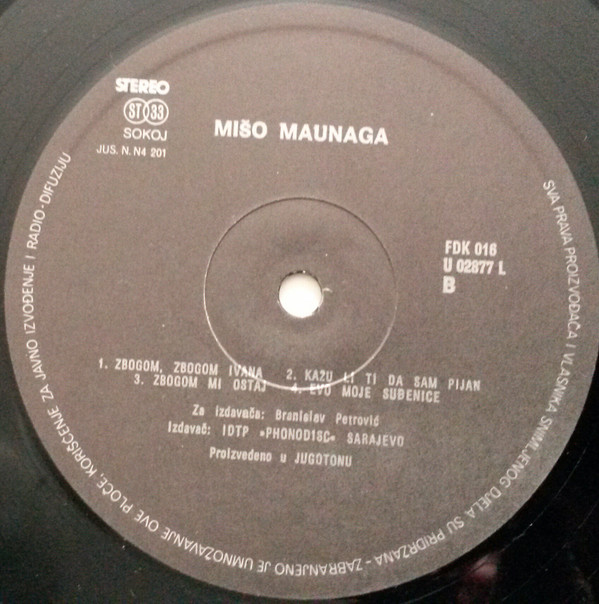 STEREO
ST 33
SOKOJ
JUS. N. N4 201
MIŠO MAUNAGA
FDK 016
U 02877 L
B
1. ZBOGOM, ZBOGOM IVANA 2. KAŽU LI TI DA SAM PIJAN
3. ZBOGOM MI OSTAJ 4. EVO MOJE SUĐENICE
Za izdavača: Branislav Petrović
Izdavač: IDTP »PHONODISC« SARAJEVO
Proizvedeno u JUGOTONU
SVA PRAVA PROIZVOĐAČA I VLASNIKA SNIMLJENOG DJELA SU PRIDRŽANA - ZABRANJENO JE UMNOŽAVANJE OVE PLOČE, KORIŠĆENJE ZA JAVNO IZVOĐENJE I RADIO-DIFUZIJU